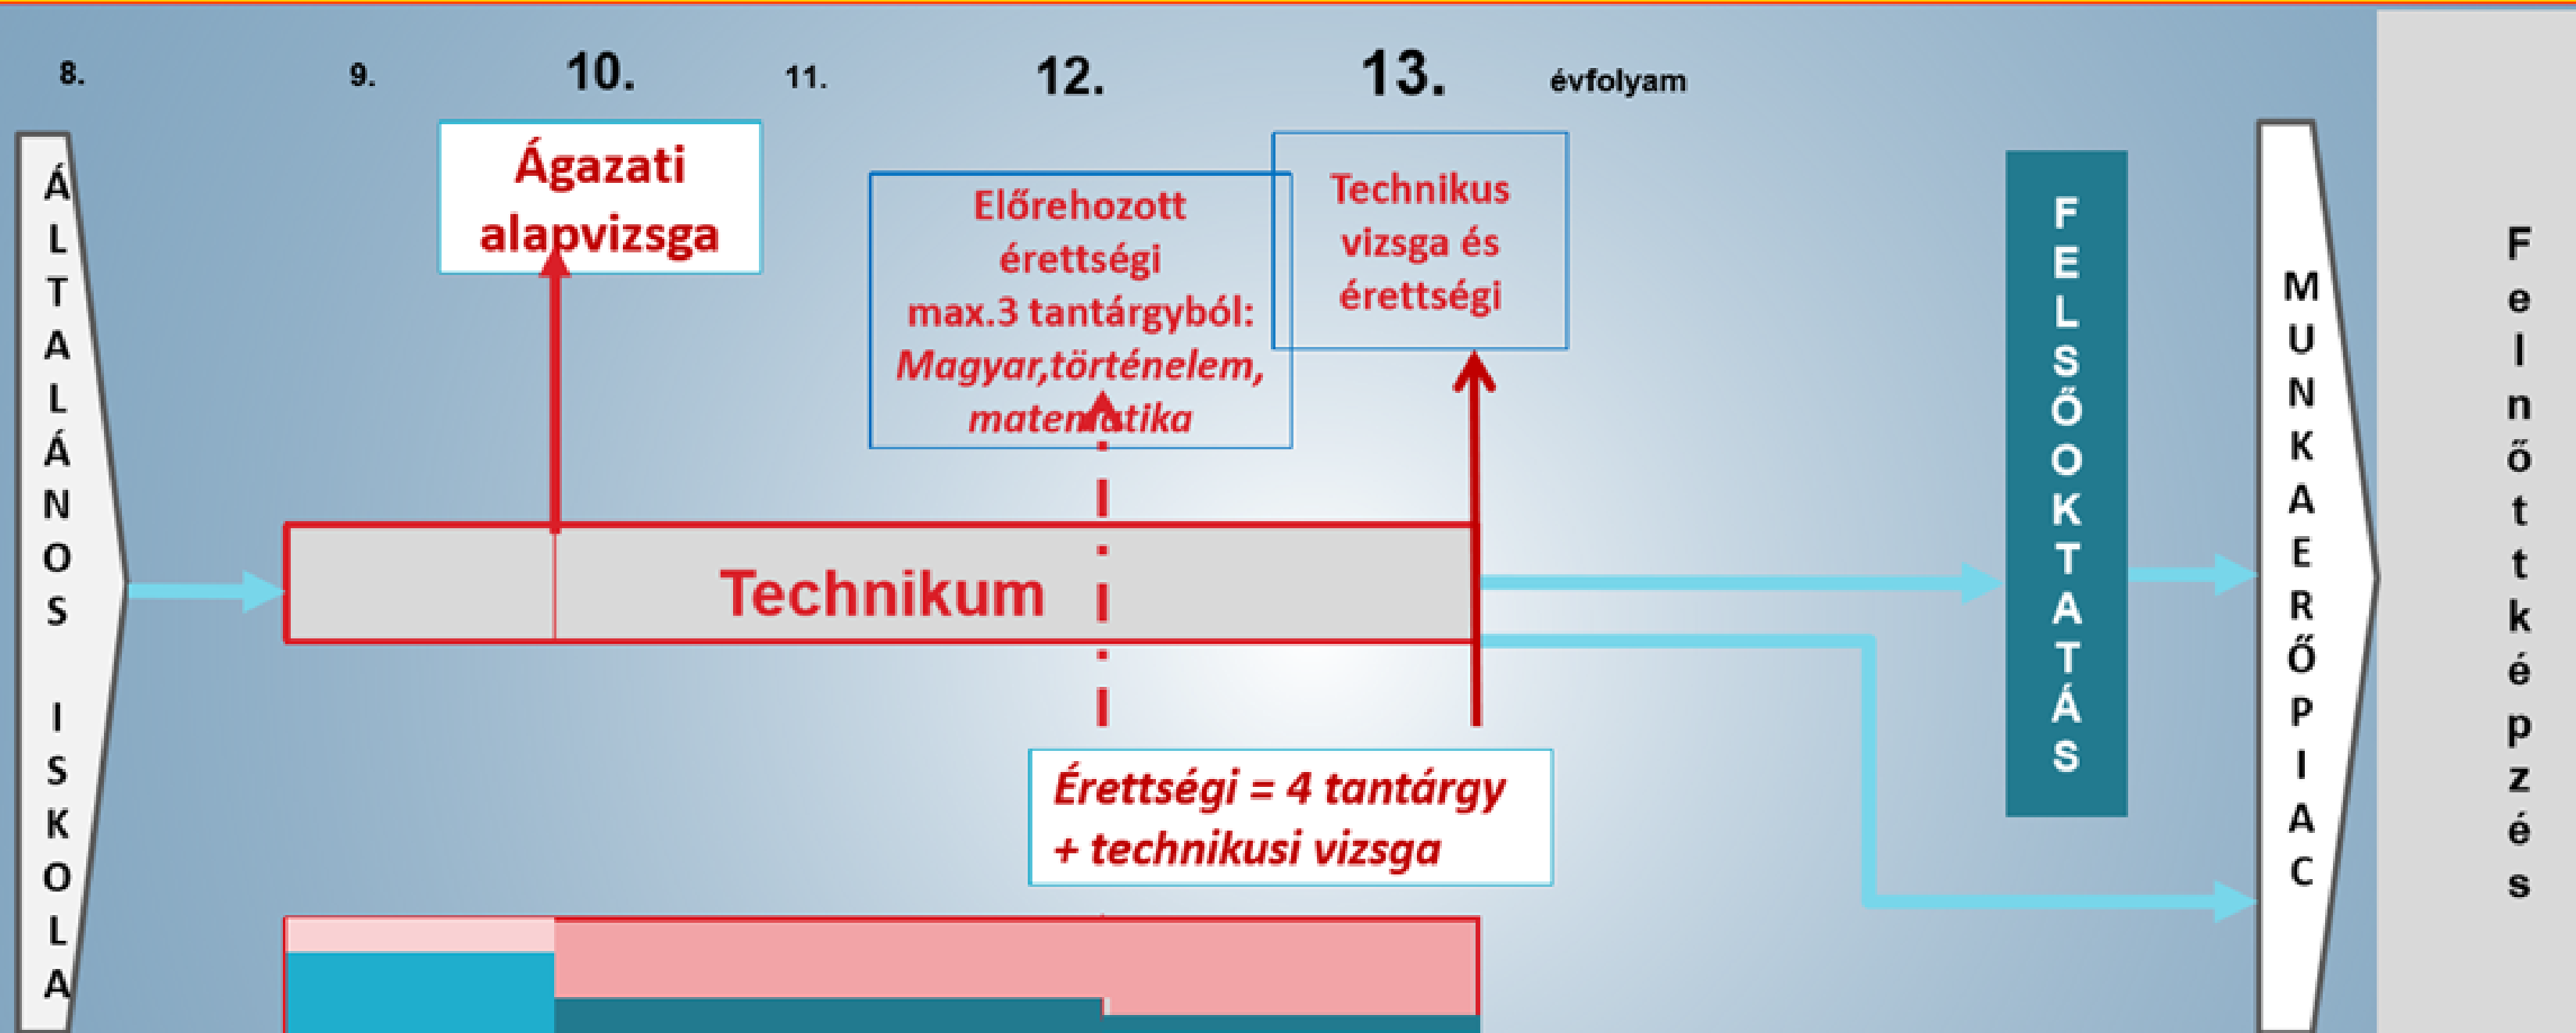 8. 9. 10. 11. 12. 13. évfolyam
ÁLTALÁNOS ISKOLA
Ágazati
alapvizsga
Előrehozott
érettségi
max.3 tantárgyból:
Magyar,történelem,
matematika
Technikus
vizsga és
érettségi
Technikum
Érettségi = 4 tantárgy
+ technikusi vizsga
FELSŐOKTATÁS
MUNKAERŐPIAC
Felnőttképzés